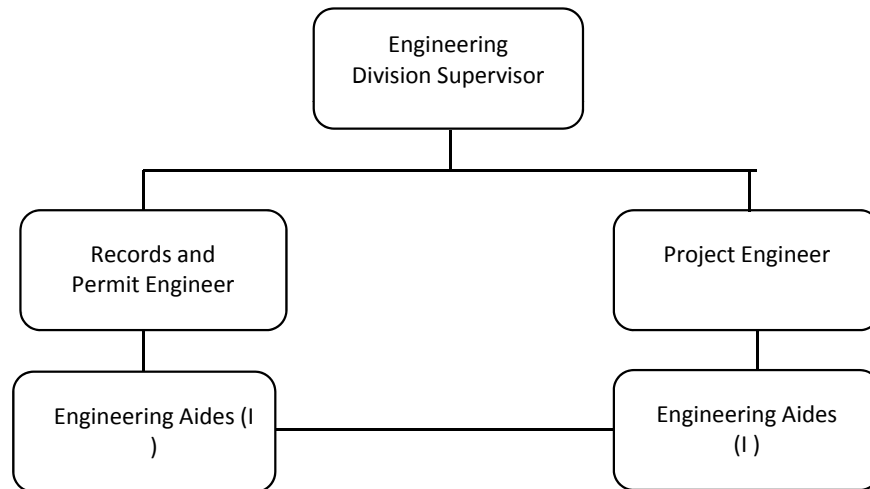 Engineering
Division Supervisor
Records and
Permit Engineer
Project Engineer
Engineering Aides (I
)
Engineering Aides
(I )